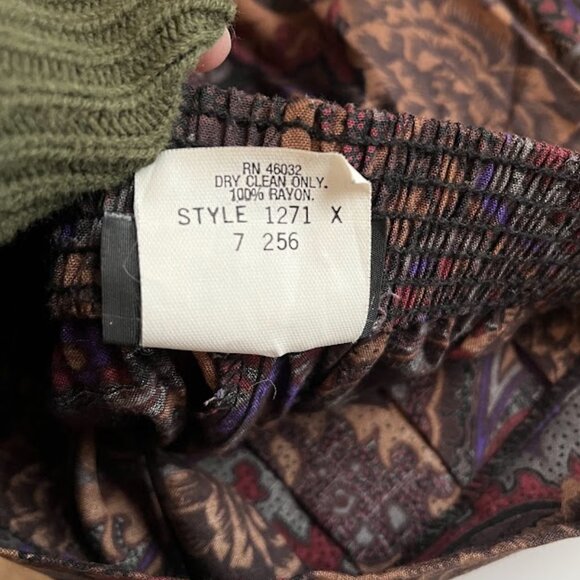 RN 46032
DRY CLEAN ONLY.
100% RAYON.
STYLE 1271 X
7 256